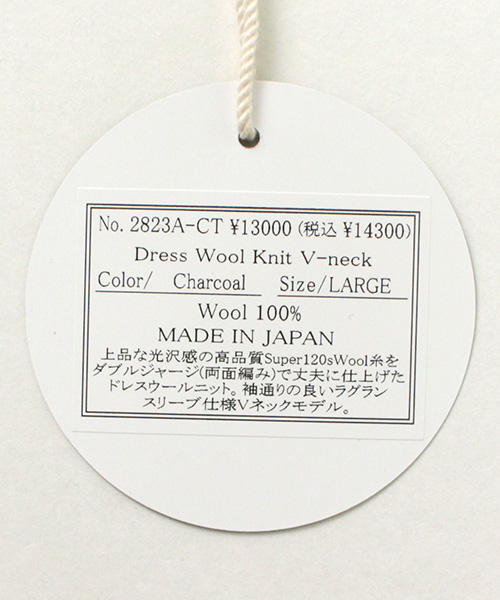 No. 2823A-CT ¥13000 (税込 ¥14300)
Dress Wool Knit V-neck
Color/ Charcoal Size/LARGE
Wool 100%
MADE IN JAPAN
上品な光沢感の高品質Super120sWool糸を
ダブルジャージ(両面編み)で丈夫に仕上げた
ドレスウールニット。袖通りの良いラグラン
スリーブ仕様Vネックモデル。